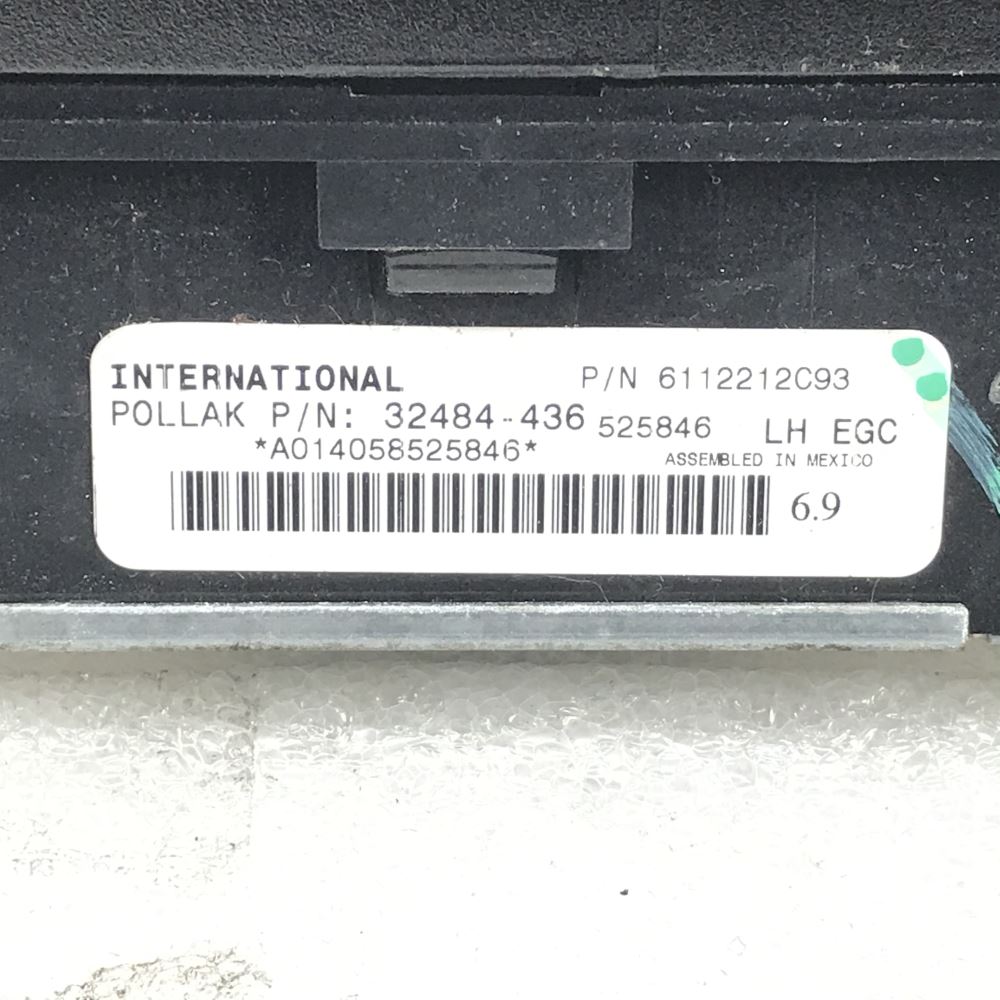 INTERNATIONAL P/N 6112212C93
POLLAK P/N: 32484-436 525846 LH EGC
*A014058525846* ASSEMBLED IN MEXICO
6.9